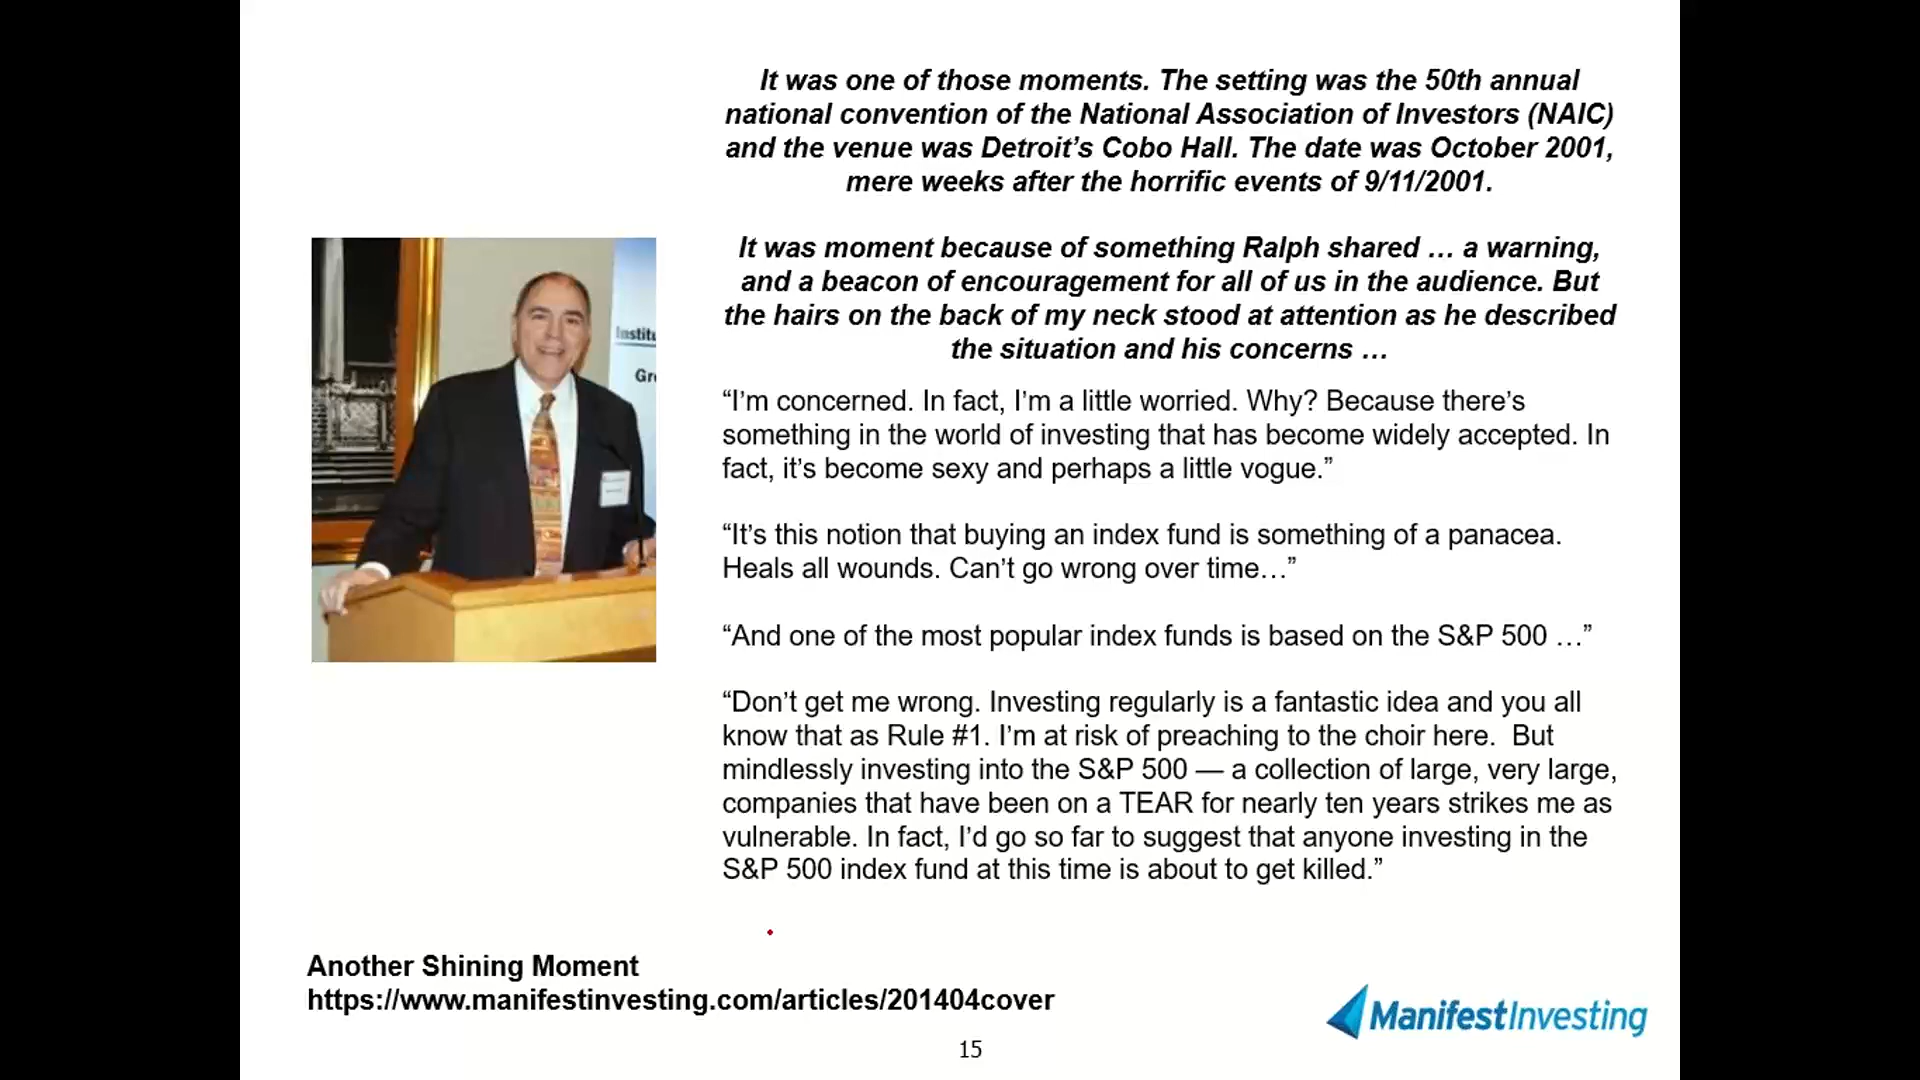 It was one of those moments. The setting was the 50th annual
national convention of the National Association of Investors (NAIC)
and the venue was Detroit’s Cobo Hall. The date was October 2001,
mere weeks after the horrific events of 9/11/2001.
It was moment because of something Ralph shared … a warning,
and a beacon of encouragement for all of us in the audience. But
the hairs on the back of my neck stood at attention as he described
the situation and his concerns …
“I’m concerned. In fact, I’m a little worried. Why? Because there’s
something in the world of investing that has become widely accepted. In
fact, it’s become sexy and perhaps a little vogue.”
“It’s this notion that buying an index fund is something of a panacea.
Heals all wounds. Can’t go wrong over time…”
“And one of the most popular index funds is based on the S&P 500 …”
“Don’t get me wrong. Investing regularly is a fantastic idea and you all
know that as Rule #1. I’m at risk of preaching to the choir here.  But
mindlessly investing into the S&P 500 — a collection of large, very large,
companies that have been on a TEAR for nearly ten years strikes me as
vulnerable. In fact, I’d go so far to suggest that anyone investing in the
S&P 500 index fund at this time is about to get killed.”
Institu
Gr
Another Shining Moment
https://www.manifestinvesting.com/articles/201404cover
ManifestInvesting
15